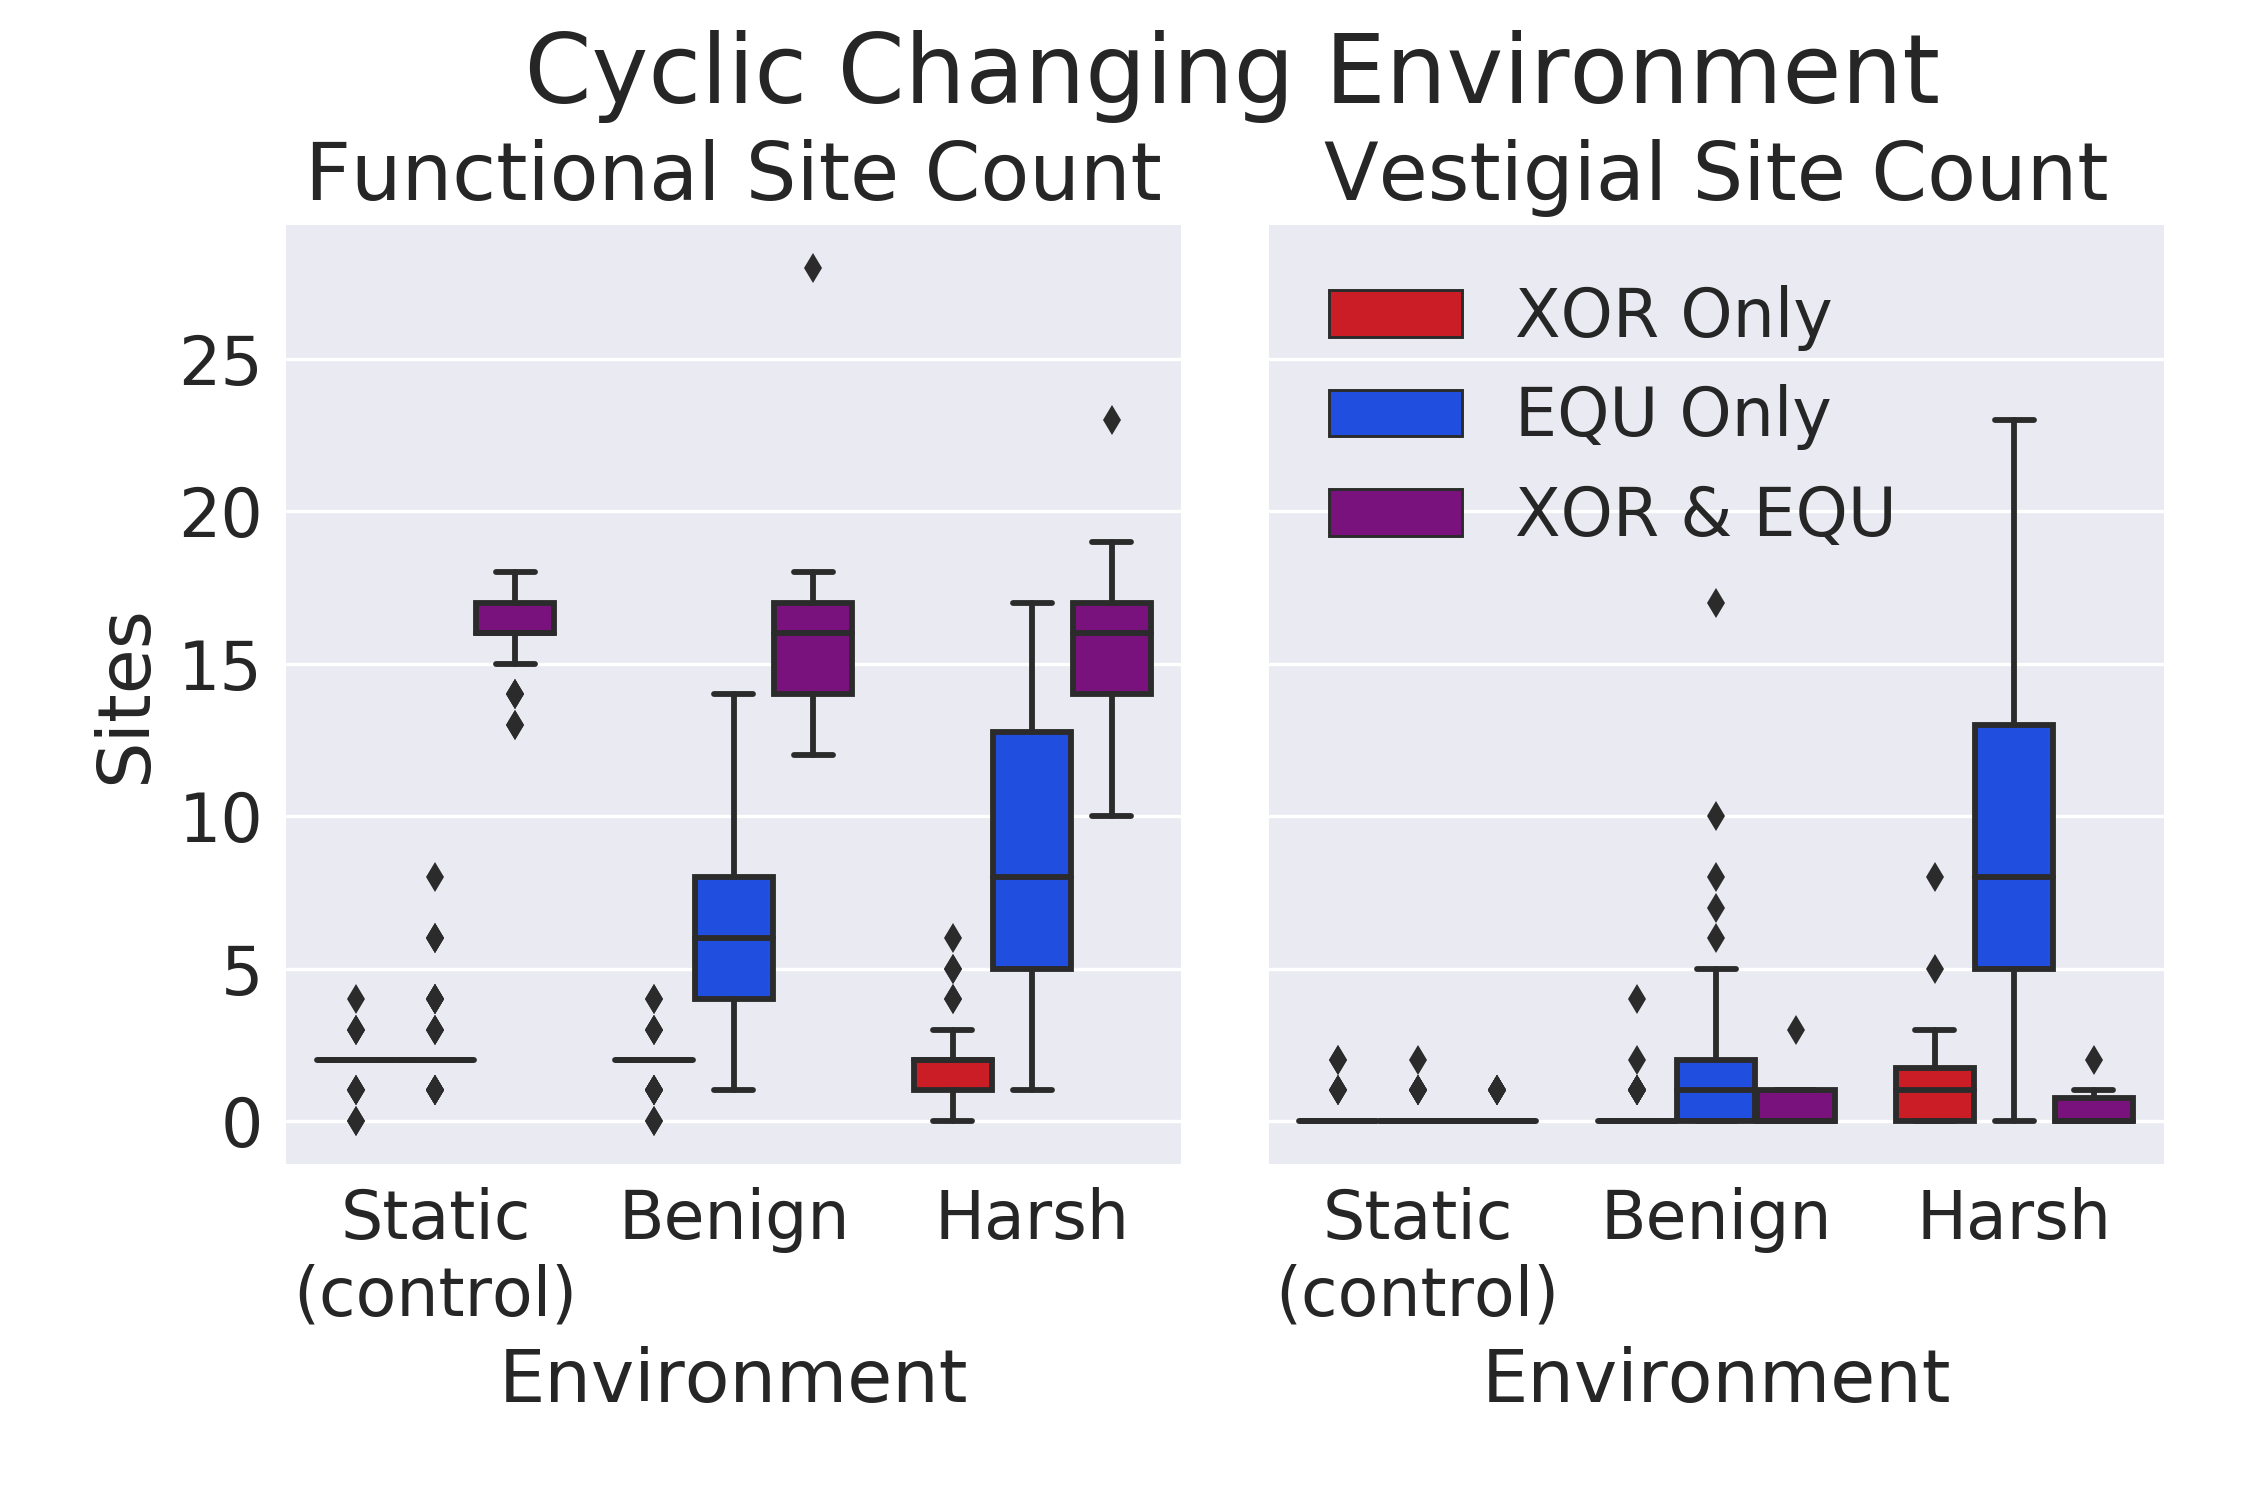 Cyclic Changing Environment
Functional Site Count
Vestigial Site Count
Sites
25
20
15
10
5
0
XOR Only
EQU Only
XOR & EQU
Static
(control)
Benign
Harsh
Environment
Static
(control)
Benign
Harsh
Environment